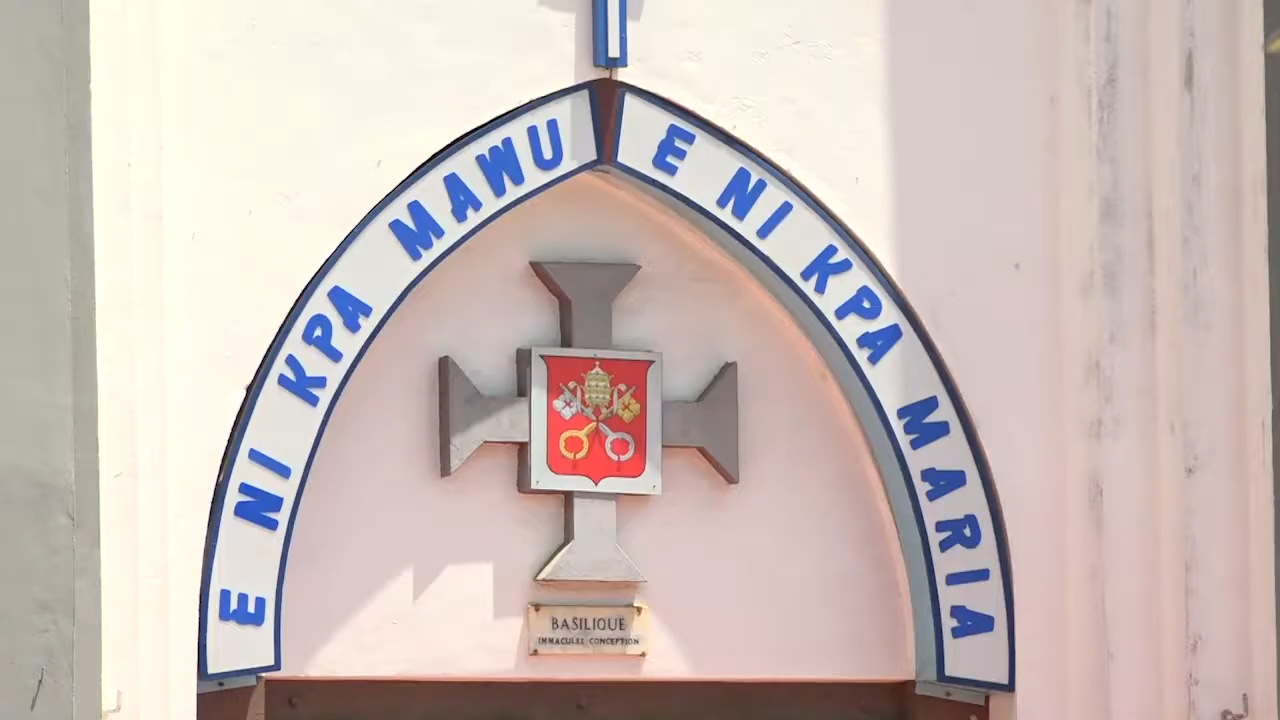 E NI KPA MAWU
E NI KPA MARIA
BASILIQUE
IMMACULEE CONCEPTION